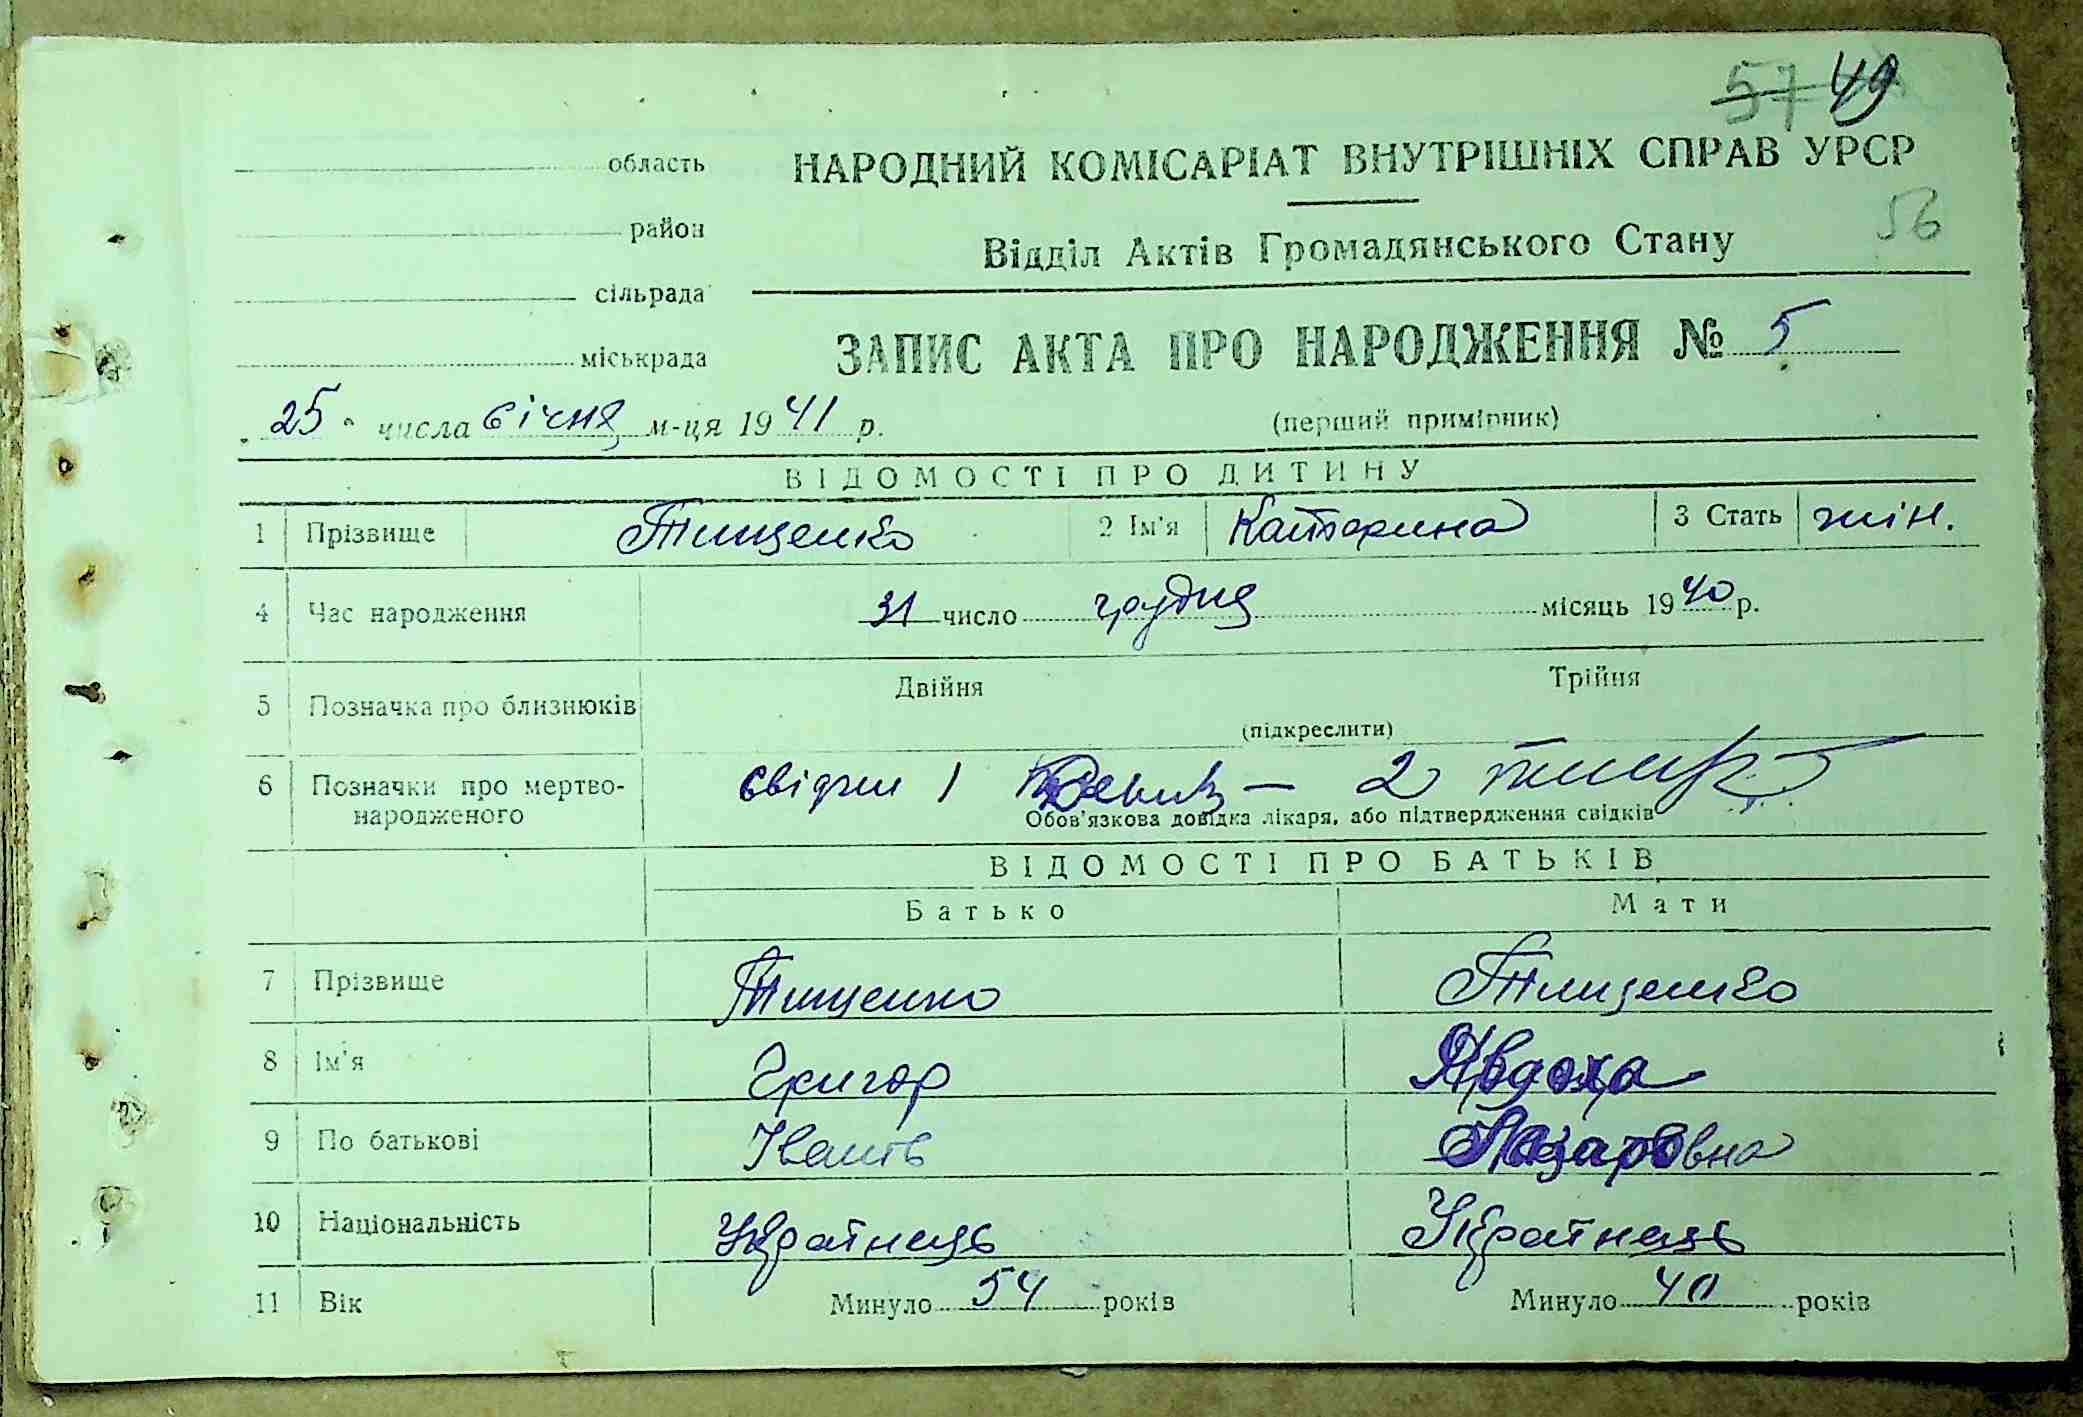 57 49
область
НАРОДНИЙ КОМІСАРІАТ ВНУТРІШНІХ СПРАВ УРСР
район
56
Відділ Актів Громадянського Стану
сільрада
міськрада
ЗАПИС АКТА ПРО НАРОДЖЕННЯ № 5
„25" числа січня м-ця 1941 р.
(перший примірник)
ВІДОМОСТІ ПРО ДИТИНУ
1 Прізвище Тищенко 2 Ім'я Катерина 3 Стать жін.
4 Час народження 31 число грудня місяць 1940 р.
5 Позначка про близнюків Двійня Трійня
(підкреслити)
6 Позначки про мертво-
народженого
свідки 1 2
Обов'язкова довідка лікаря, або підтвердження свідків
ВІДОМОСТІ ПРО БАТЬКІВ
Батько Мати
7 Прізвище Тищенко Тищенко
8 Ім'я Григор Явдоха
9 По батькові Іванів Лазаровна
10 Національність Українець Українець
11 Вік Минуло 54 років Минуло 40 років